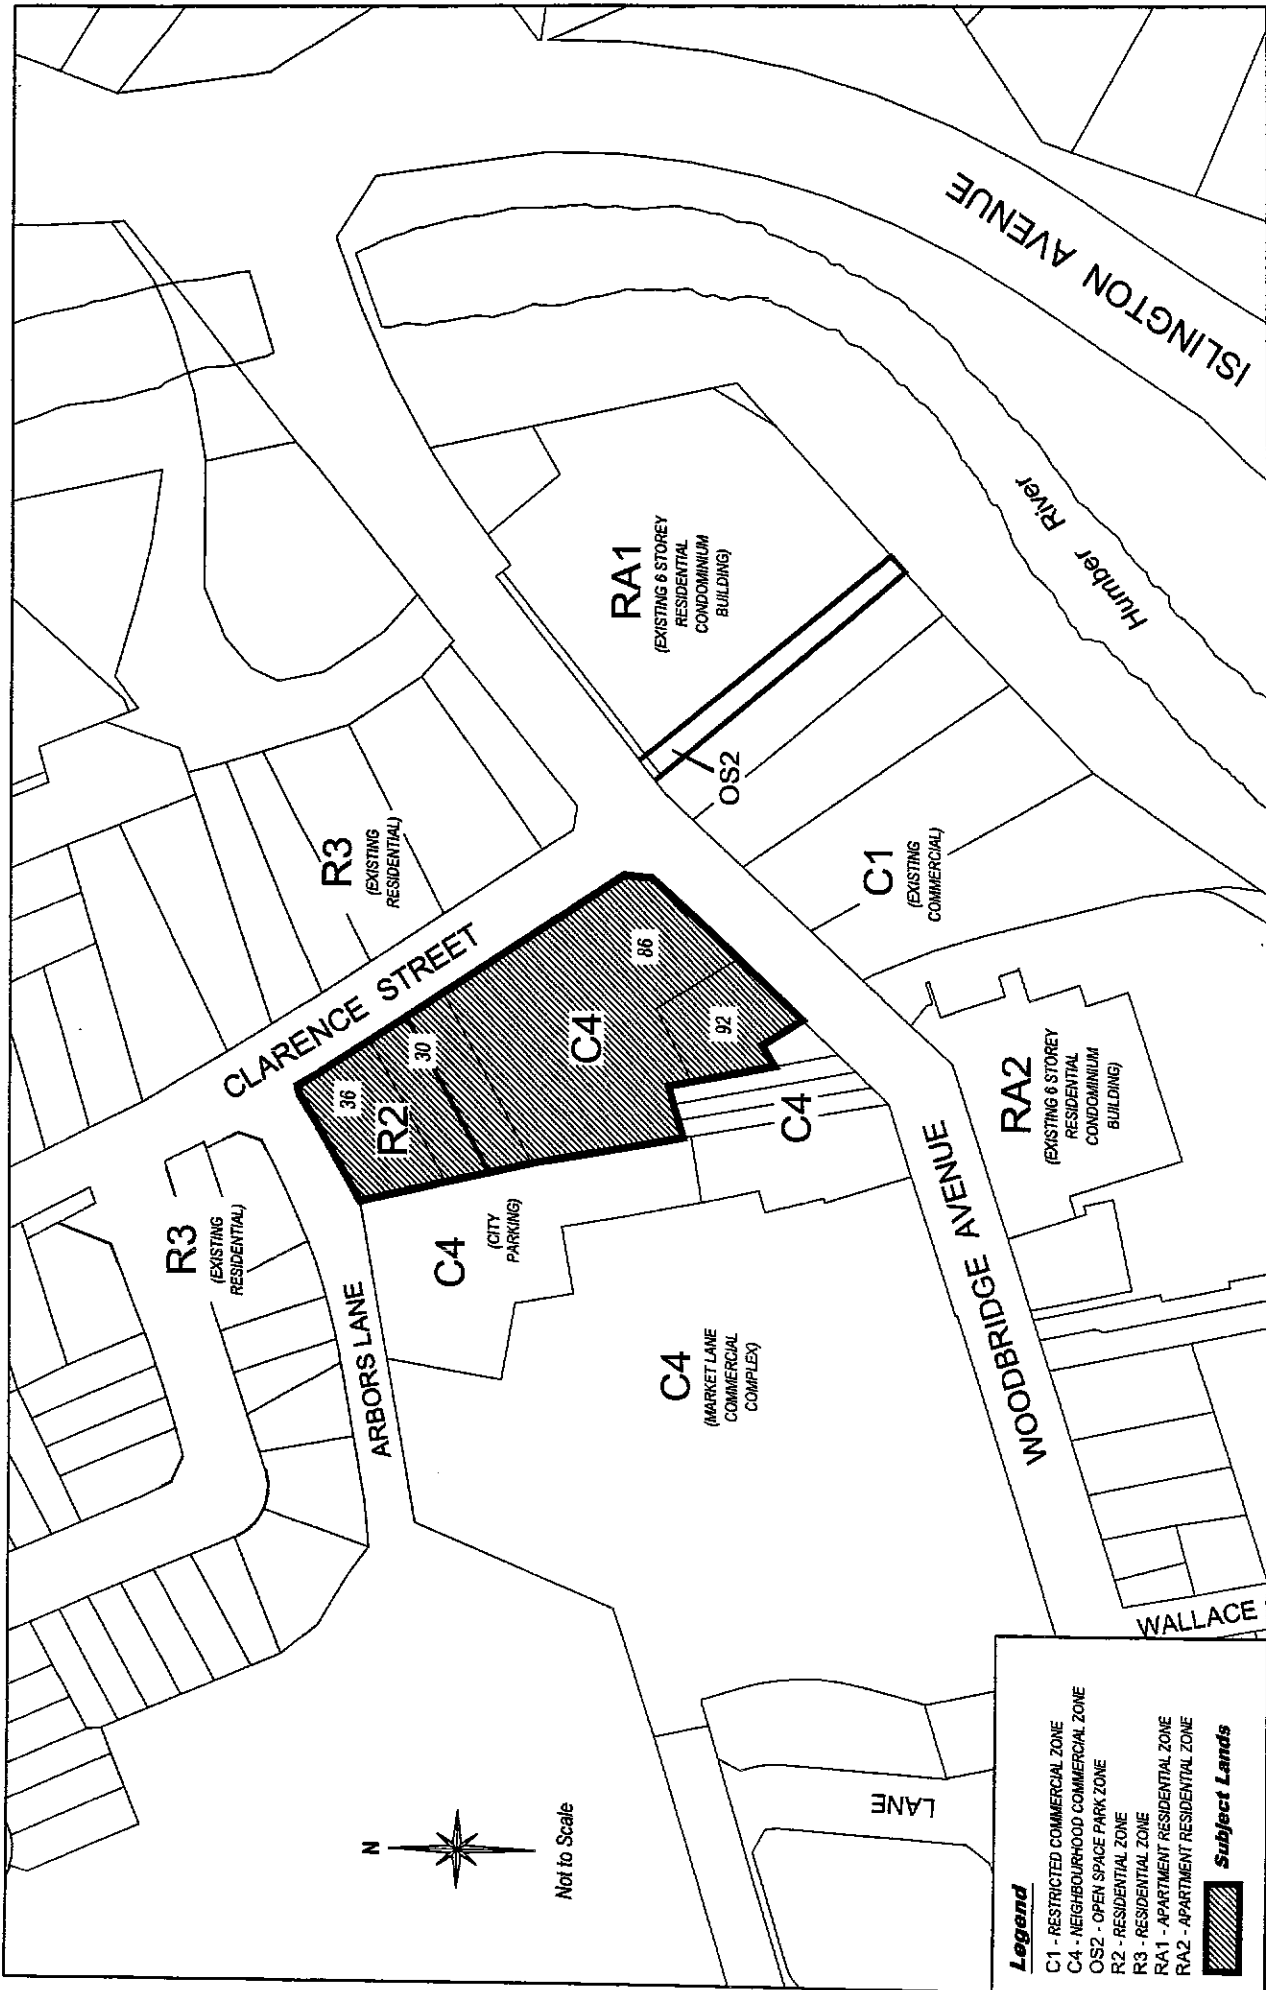 ISLINGTON AVENUE
Humber River
RA1
(EXISTING 6 STOREY
RESIDENTIAL
CONDOMINIUM
BUILDING)
OS2
R3
(EXISTING
RESIDENTIAL)
C1
(EXISTING
COMMERCIAL)
CLARENCE STREET
86
C4
92
30
36
R2
C4
RA2
(EXISTING 6 STOREY
RESIDENTIAL
CONDOMINIUM
BUILDING)
R3
(EXISTING
RESIDENTIAL)
C4
(CITY
PARKING)
ARBORS LANE
C4
(MARKET LANE
COMMERCIAL
COMPLEX)
WOODBRIDGE AVENUE
WALLACE
LANE
N
Not to Scale
Legend
C1 - RESTRICTED COMMERCIAL ZONE
C4 - NEIGHBOURHOOD COMMERCIAL ZONE
OS2 - OPEN SPACE PARK ZONE
R2 - RESIDENTIAL ZONE
R3 - RESIDENTIAL ZONE
RA1 - APARTMENT RESIDENTIAL ZONE
RA2 - APARTMENT RESIDENTIAL ZONE
Subject Lands